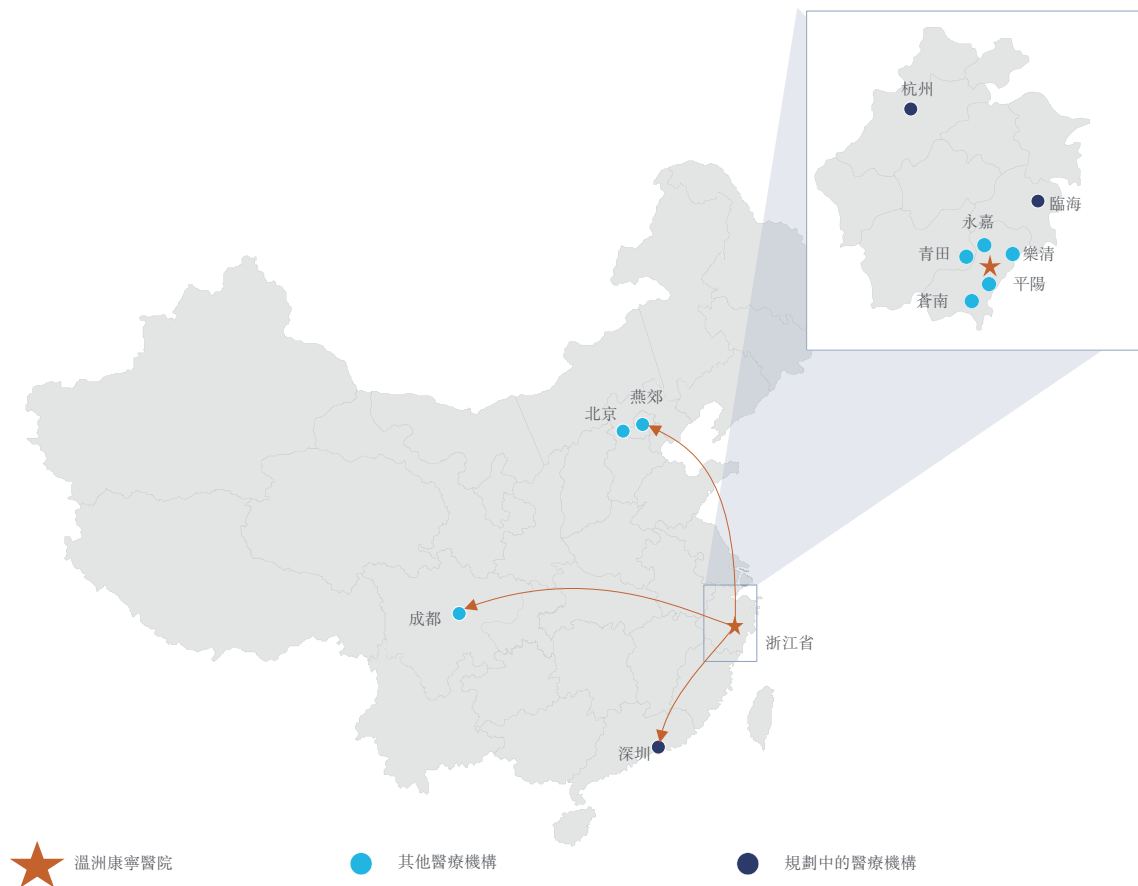 杭州
臨海
永嘉
青田
樂清
平陽
蒼南
燕郊
北京
成都
浙江省
深圳
溫洲康寧醫院
其他醫療機構
規劃中的醫療機構